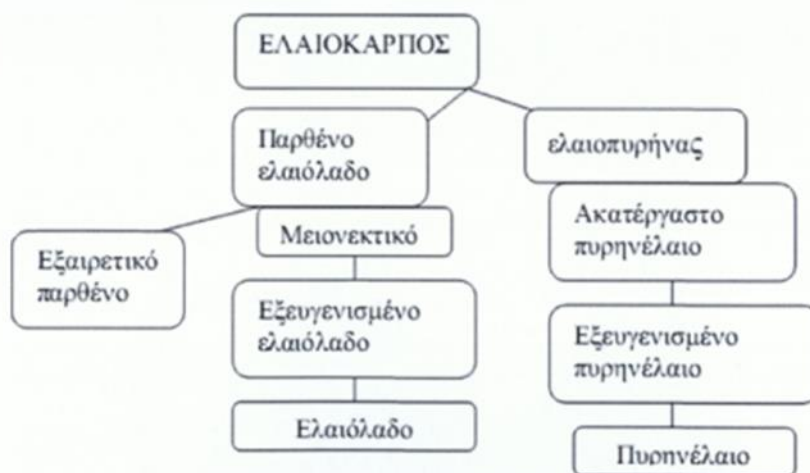 ΕΛΑΙΟΚΑΡΠΟΣ
Παρθένο
ελαιόλαδο
ελαιοπυρήνας
Εξαιρετικό
παρθένο
Μειονεκτικό
Ακατέργαστο
πυρηνέλαιο
Εξευγενισμένο
ελαιόλαδο
Εξευγενισμένο
πυρηνέλαιο
Ελαιόλαδο
Πυρηνέλαιο